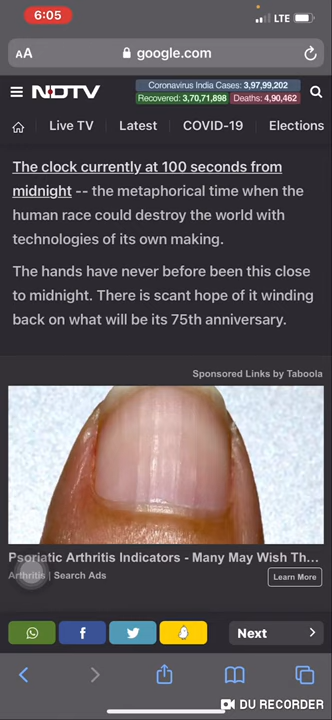 6:05
LTE
AA
google.com
NDTV
Coronavirus India Cases: 3,97,99,202
Recovered: 3,70,71,898 Deaths: 4,90,462
Live TV Latest COVID-19 Elections
The clock currently at 100 seconds from
midnight -- the metaphorical time when the
human race could destroy the world with
technologies of its own making.
The hands have never before been this close
to midnight. There is scant hope of it winding
back on what will be its 75th anniversary.
Sponsored Links by Taboola
Psoriatic Arthritis Indicators - Many May Wish Th...
Arthritis | Search Ads
Learn More
Next
DU RECORDER